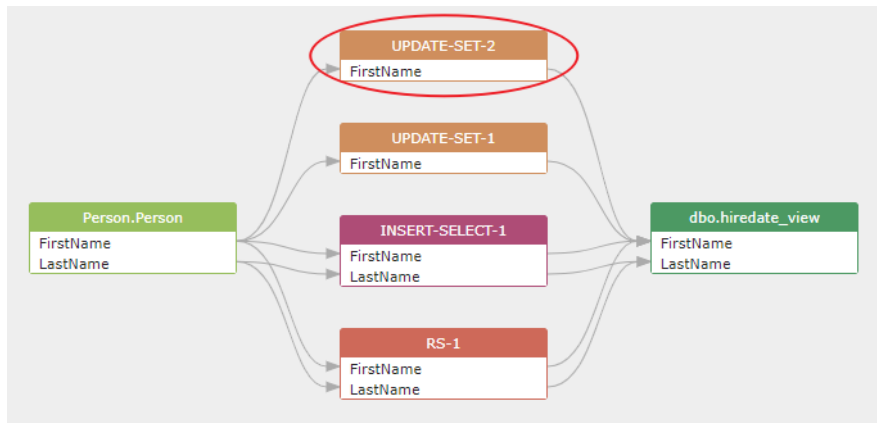 UPDATE-SET-2
FirstName
UPDATE-SET-1
FirstName
Person.Person
FirstName
LastName
INSERT-SELECT-1
FirstName
LastName
dbo.hiredate_view
FirstName
LastName
RS-1
FirstName
LastName